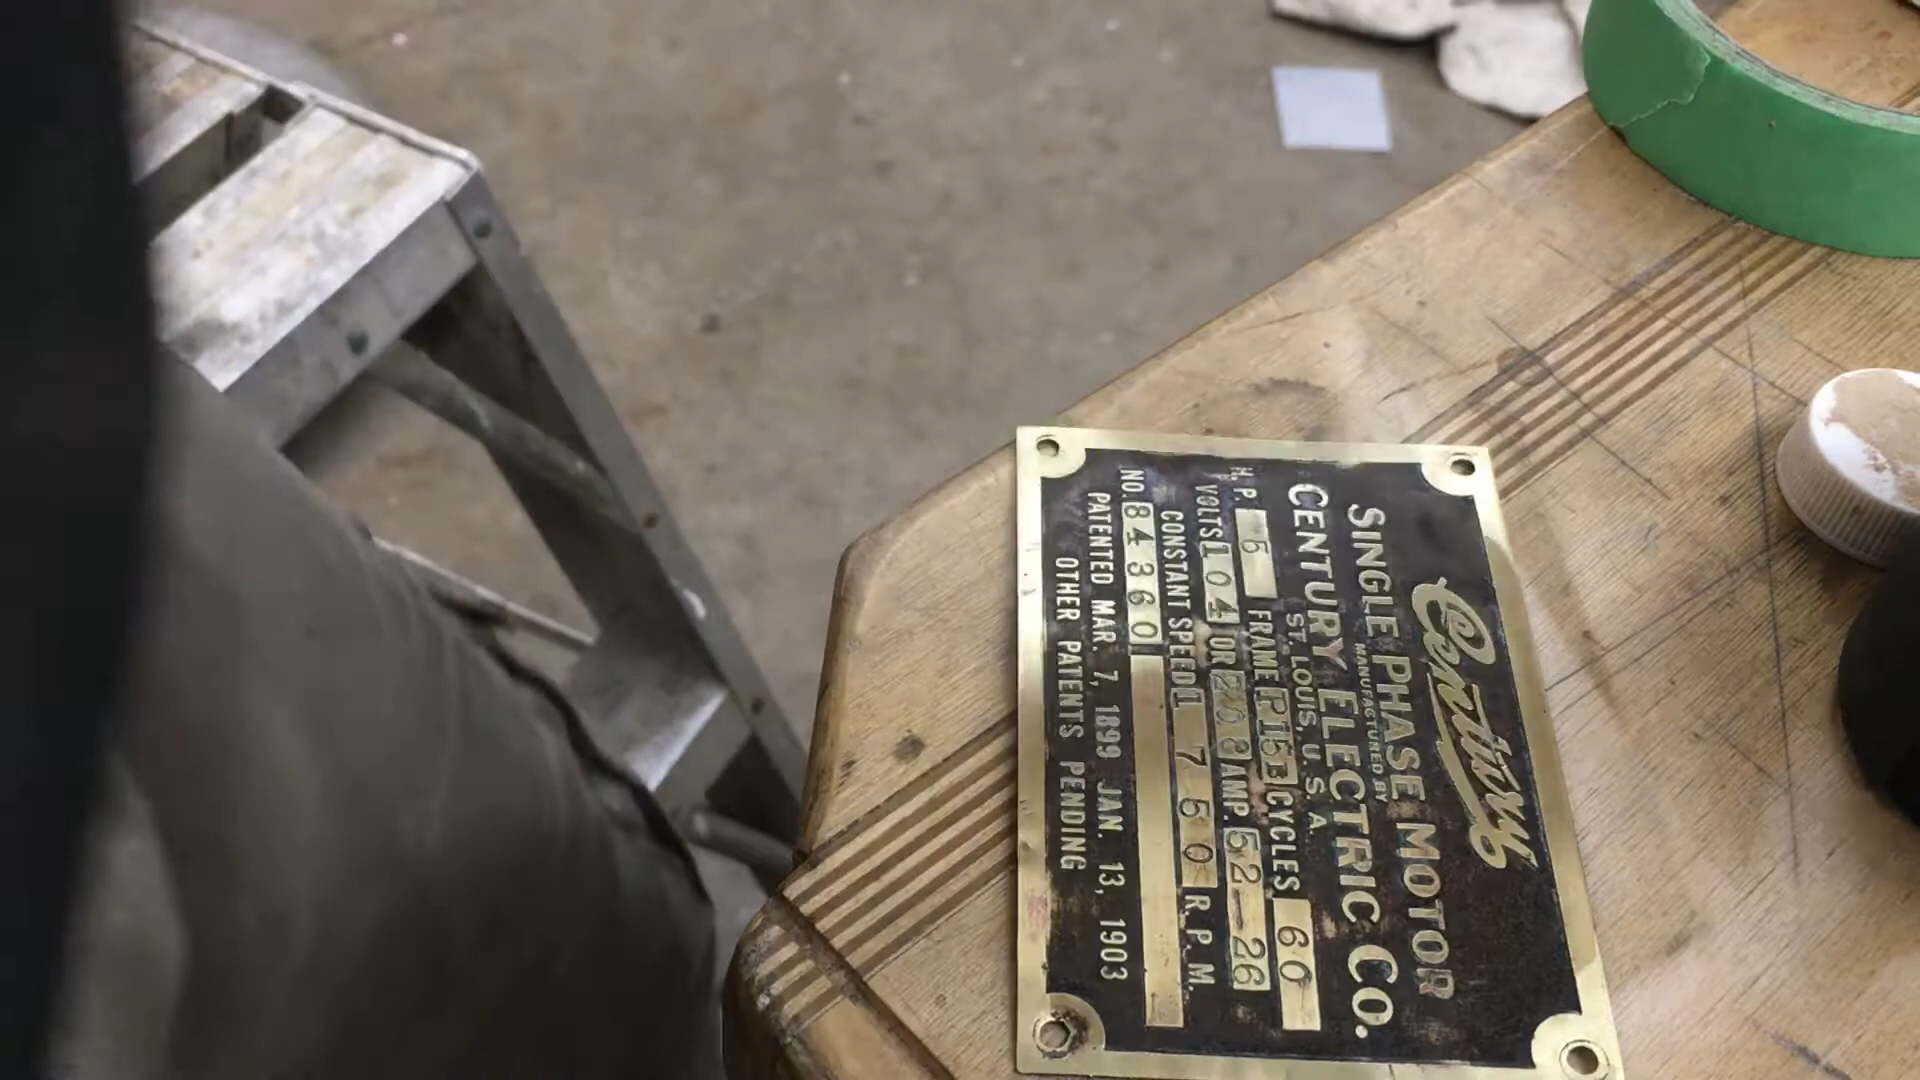 Century
SINGLE PHASE MOTOR
MANUFACTURED BY
CENTURY ELECTRIC CO.
ST. LOUIS, U.S.A.
H.P. 5 FRAME CYCLES 60
VOLTS 104 OR 208 AMP. 52-26
CONSTANT SPEED 1750 R.P.M.
NO. 84360
PATENTED MAR. 7, 1899 JAN. 13, 1903
OTHER PATENTS PENDING